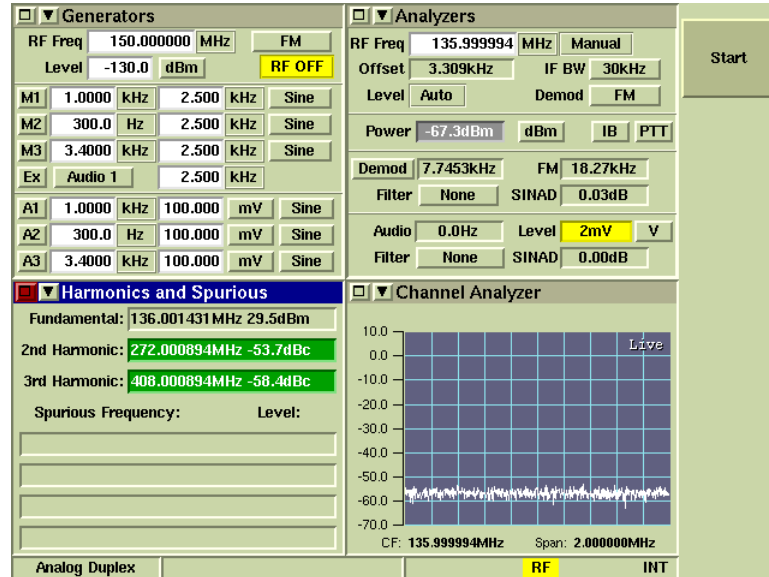 Generators
RF Freq 150.000000 MHz FM
Level -130.0 dBm RF OFF
M1 1.0000 kHz 2.500 kHz Sine
M2 300.0 Hz 2.500 kHz Sine
M3 3.4000 kHz 2.500 kHz Sine
Ex Audio 1 2.500 kHz
A1 1.0000 kHz 100.000 mV Sine
A2 300.0 Hz 100.000 mV Sine
A3 3.4000 kHz 100.000 mV Sine
Analyzers
RF Freq 135.999994 MHz Manual
Offset 3.309kHz IF BW 30kHz
Level Auto Demod FM
Power -67.3dBm dBm IB PTT
Demod 7.7453kHz FM 18.27kHz
Filter None SINAD 0.03dB
Audio 0.0Hz Level 2mV V
Filter None SINAD 0.00dB
Start
Harmonics and Spurious
Fundamental: 136.001431MHz 29.5dBm
2nd Harmonic: 272.000894MHz -53.7dBc
3rd Harmonic: 408.000894MHz -58.4dBc
Spurious Frequency: Level:
Channel Analyzer
Live
10.0
0.0
-10.0
-20.0
-30.0
-40.0
-50.0
-60.0
-70.0
CF: 135.999994MHz Span: 2.000000MHz
Analog Duplex RF INT